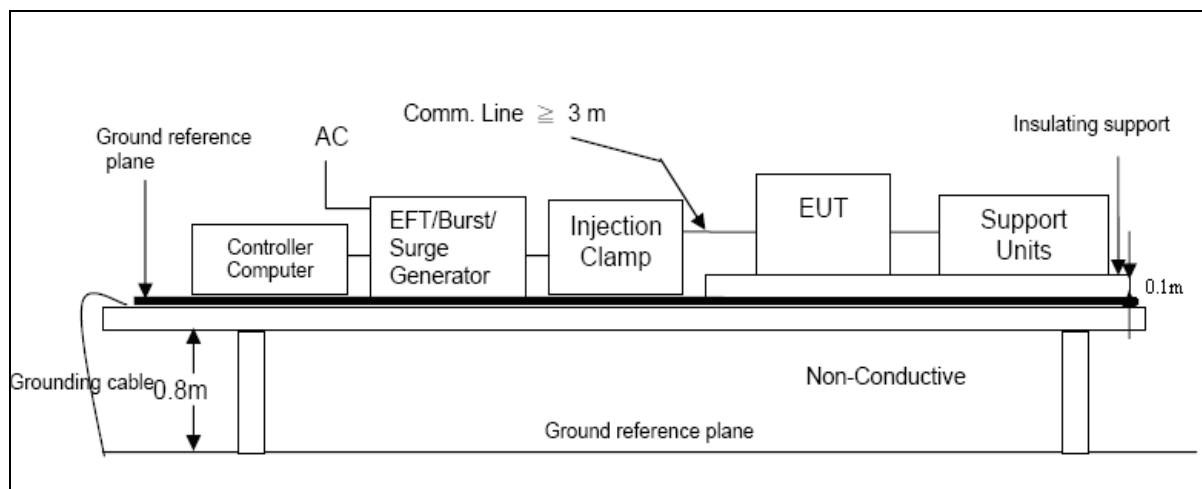 Comm. Line ≧ 3 m
Insulating support
Ground reference
plane
AC
Controller
Computer
EFT/Burst/
Surge
Generator
Injection
Clamp
EUT
Support
Units
0.1m
Grounding cable
0.8m
Non-Conductive
Ground reference plane